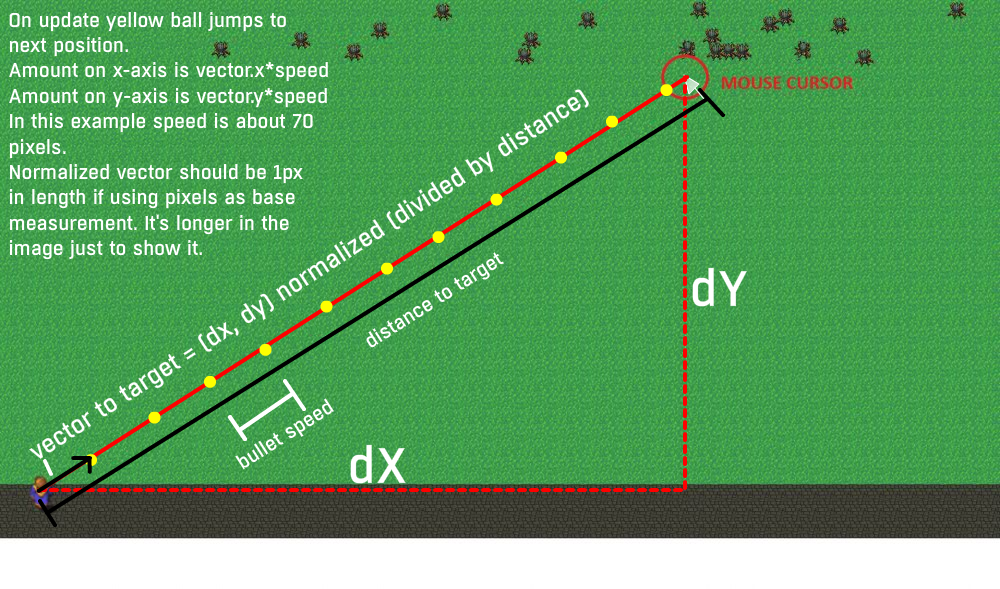 On update yellow ball jumps to
next position.
Amount on x-axis is vector.x*speed
Amount on y-axis is vector.y*speed
In this example speed is about 70
pixels.
Normalized vector should be 1px
in length if using pixels as base
measurement. It's longer in the
image just to show it.
MOUSE CURSOR
vector to target = (dx, dy) normalized (divided by distance)
distance to target
dY
bullet speed
dX